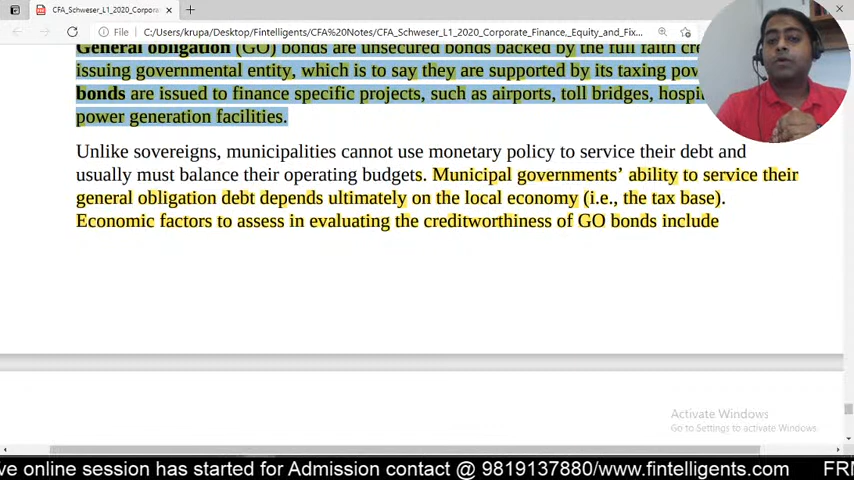 CFA_Schweser_L1_2020_Corpora
File C:/Users/krupa/Desktop/Fintelligents/CFA%20Notes/CFA_Schweser_L1_2020_Corporate_Finance,_Equity_and_Fix...
General obligation (GO) bonds are unsecured bonds backed by the full faith cre
issuing governmental entity, which is to say they are supported by its taxing pow
bonds are issued to finance specific projects, such as airports, toll bridges, hospit
power generation facilities.
Unlike sovereigns, municipalities cannot use monetary policy to service their debt and
usually must balance their operating budgets. Municipal governments’ ability to service their
general obligation debt depends ultimately on the local economy (i.e., the tax base).
Economic factors to assess in evaluating the creditworthiness of GO bonds include
Activate Windows
Go to Settings to activate Windows.
ve online session has started for Admission contact @ 9819137880/www.fintelligents.com FRN